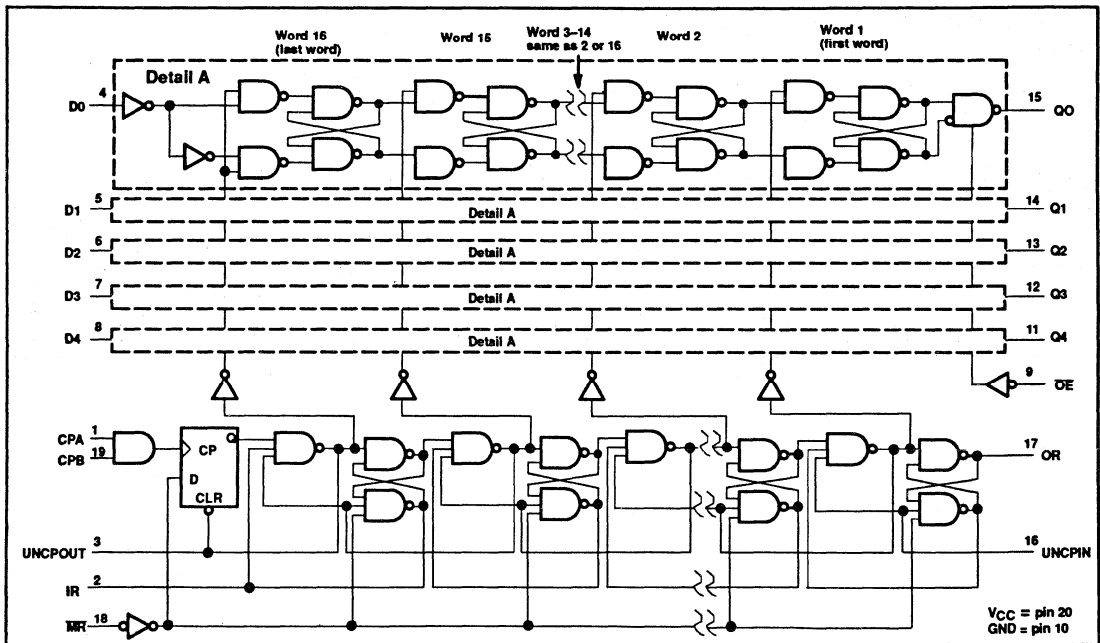 Word 16
(last word)
Word 15
Word 3–14
same as 2 or 16
Word 2
Word 1
(first word)
Detail A
D0 4
15 QO
D1 5
Detail A
14 Q1
D2 6
Detail A
13 Q2
D3 7
Detail A
12 Q3
D4 8
Detail A
11 Q4
9 OE
CPA 1
CPB 19
CP
D
CLR
17 OR
UNCPOUT 3
16 UNCPIN
IR 2
MR 18
VCC = pin 20
GND = pin 10